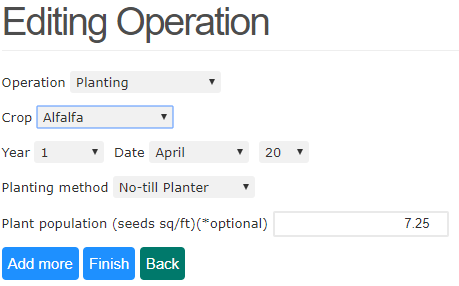 Editing Operation
Operation Planting
Crop Alfalfa
Year 1 Date April 20
Planting method No-till Planter
Plant population (seeds sq/ft)(*optional) 7.25
Add more Finish Back